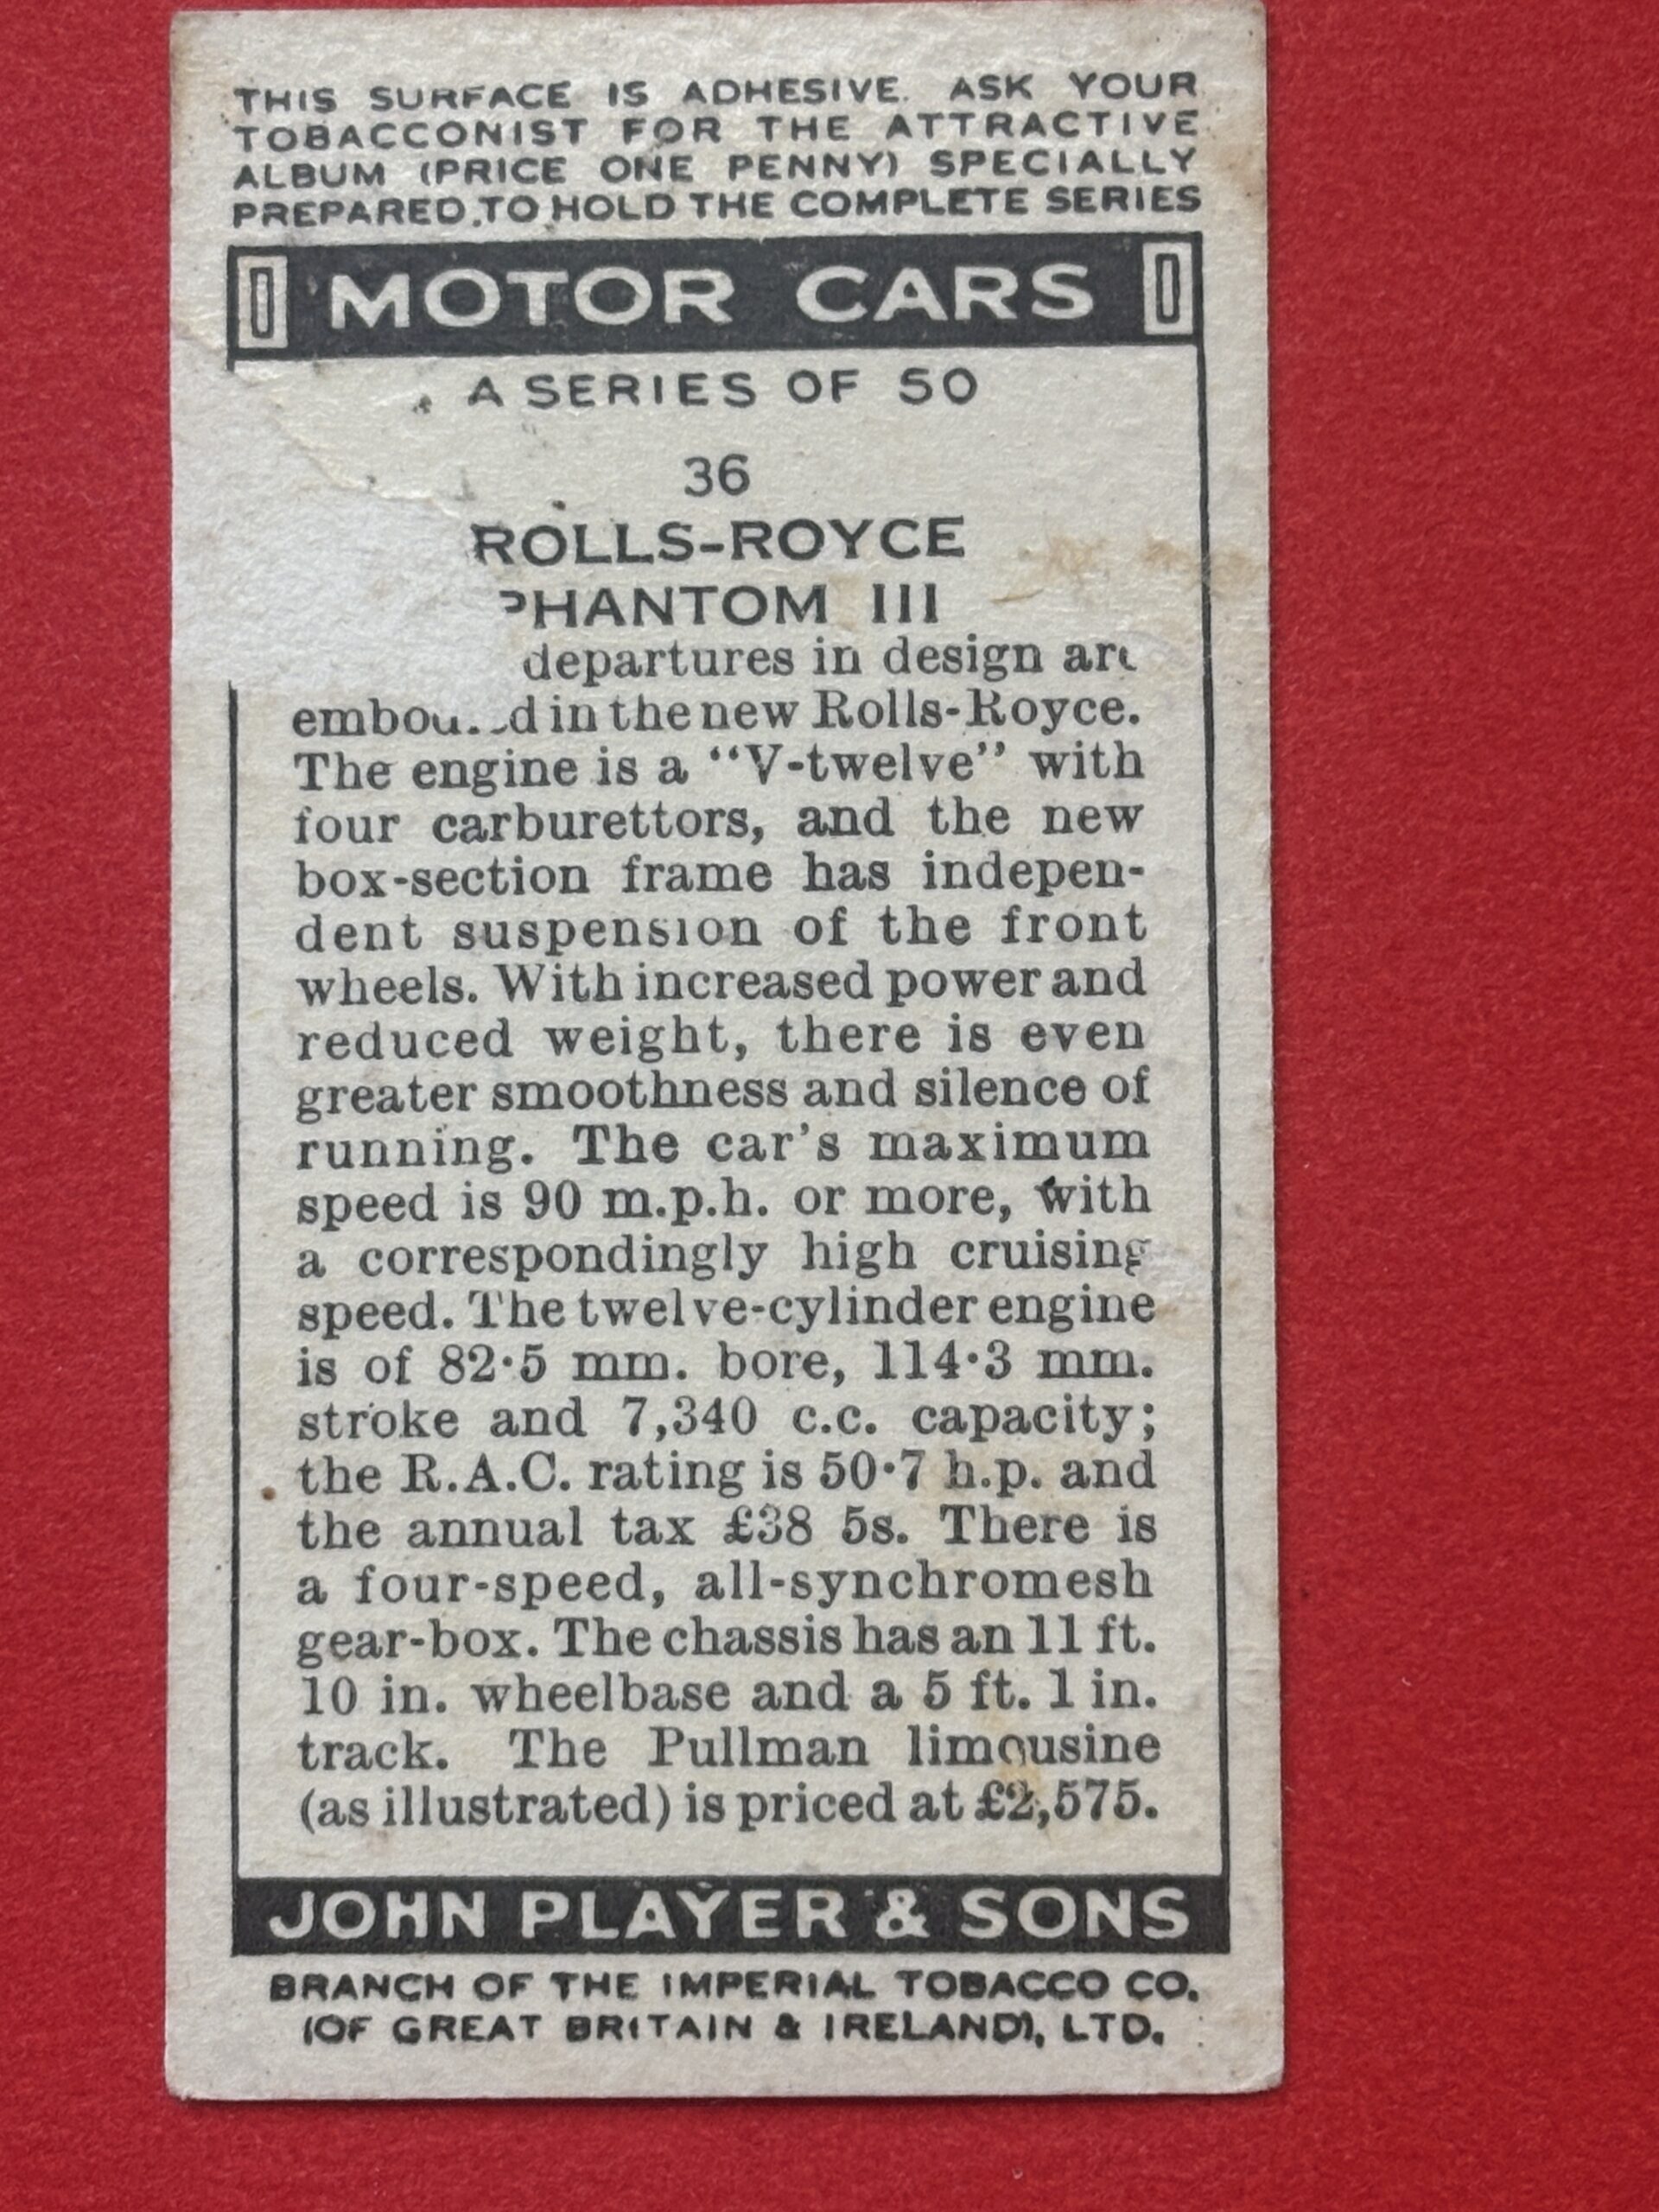 THIS SURFACE IS ADHESIVE. ASK YOUR
TOBACCONIST FOR THE ATTRACTIVE
ALBUM (PRICE ONE PENNY) SPECIALLY
PREPARED TO HOLD THE COMPLETE SERIES
MOTOR CARS
A SERIES OF 50
36
ROLLS-ROYCE
PHANTOM III
departures in design are
in the new Rolls-Royce.
The engine is a "V-twelve" with
four carburettors, and the new
box-section frame has indepen-
dent suspension of the front
wheels. With increased power and
reduced weight, there is even
greater smoothness and silence of
running. The car's maximum
speed is 90 m.p.h. or more, with
a correspondingly high cruising
speed. The twelve-cylinder engine
is of 82·5 mm. bore, 114·3 mm.
stroke and 7,340 c.c. capacity;
the R.A.C. rating is 50·7 h.p. and
the annual tax £38 5s. There is
a four-speed, all-synchromesh
gear-box. The chassis has an 11 ft.
10 in. wheelbase and a 5 ft. 1 in.
track. The Pullman limousine
(as illustrated) is priced at £2,575.
JOHN PLAYER & SONS
BRANCH OF THE IMPERIAL TOBACCO CO.
(OF GREAT BRITAIN & IRELAND), LTD.